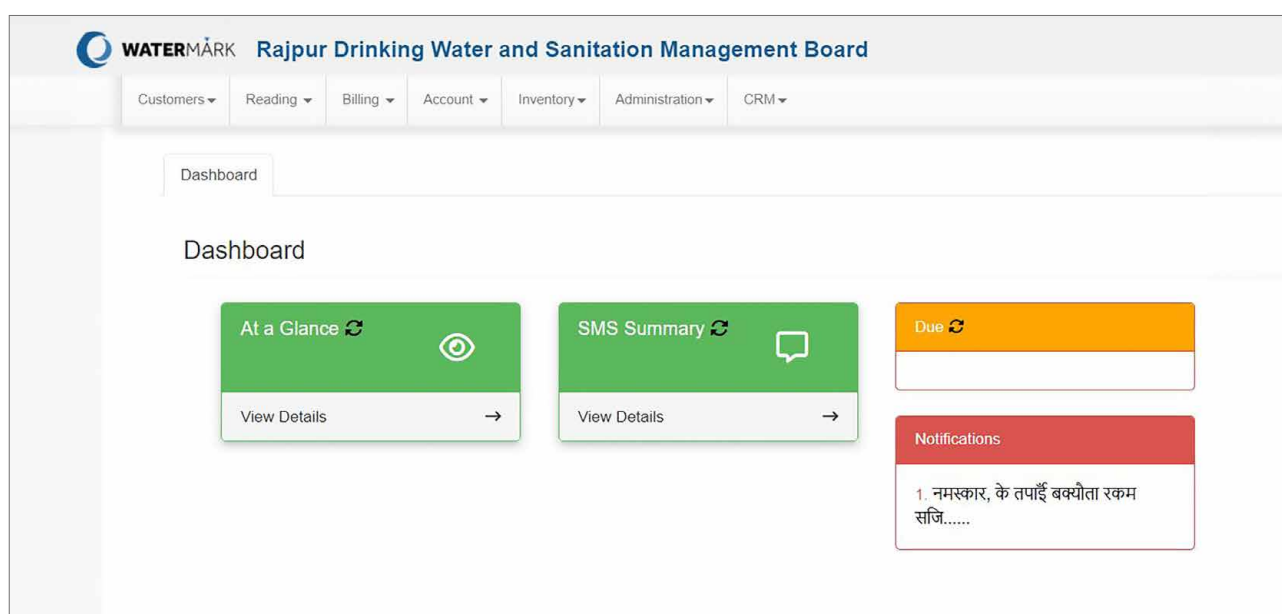 WATERMÅRK Rajpur Drinking Water and Sanitation Management Board
Customers Reading Billing Account Inventory Administration CRM
Dashboard
Dashboard
At a Glance
View Details
SMS Summary
View Details
Due
Notifications
1. नमस्कार, के तपाईँ बक्यौता रकम
सजि......